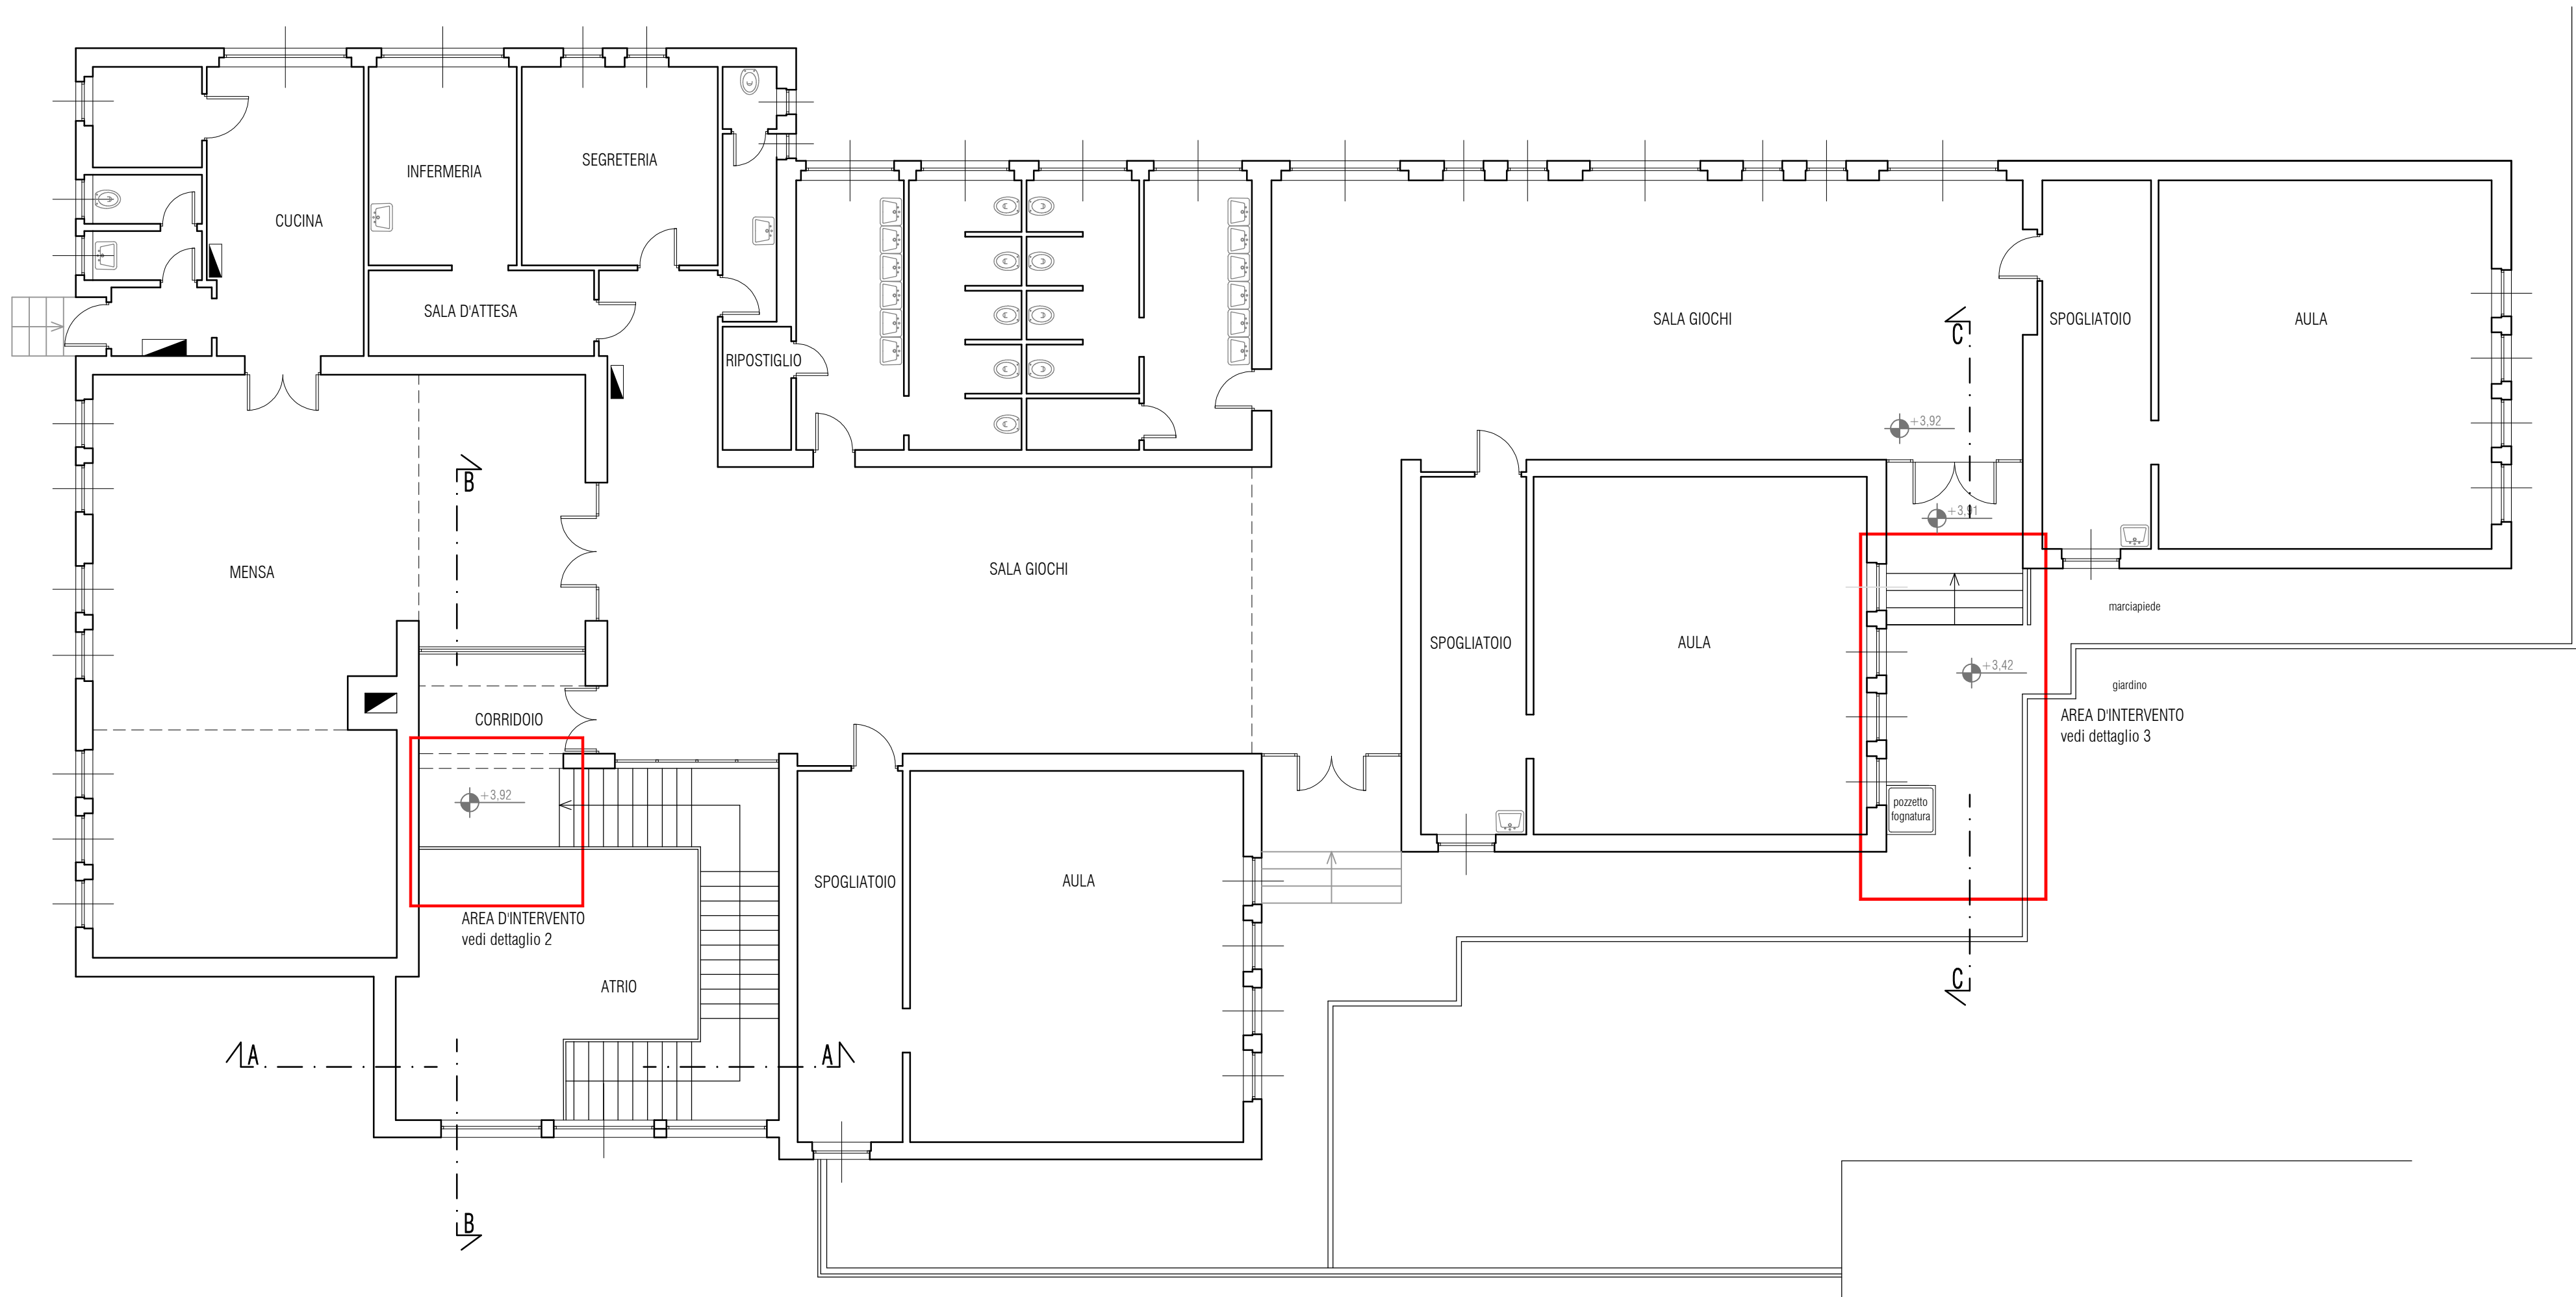 INFERMERIA
SEGRETERIA
CUCINA
SALA D'ATTESA
RIPOSTIGLIO
SALA GIOCHI
C
SPOGLIATOIO
AULA
+3,92
+3,91
B
MENSA
SALA GIOCHI
marciapiede
SPOGLIATOIO
AULA
+3,42
giardino
AREA D'INTERVENTO
vedi dettaglio 3
CORRIDOIO
+3,92
pozzetto
fognatura
SPOGLIATOIO
AULA
AREA D'INTERVENTO
vedi dettaglio 2
ATRIO
C
A
A
B